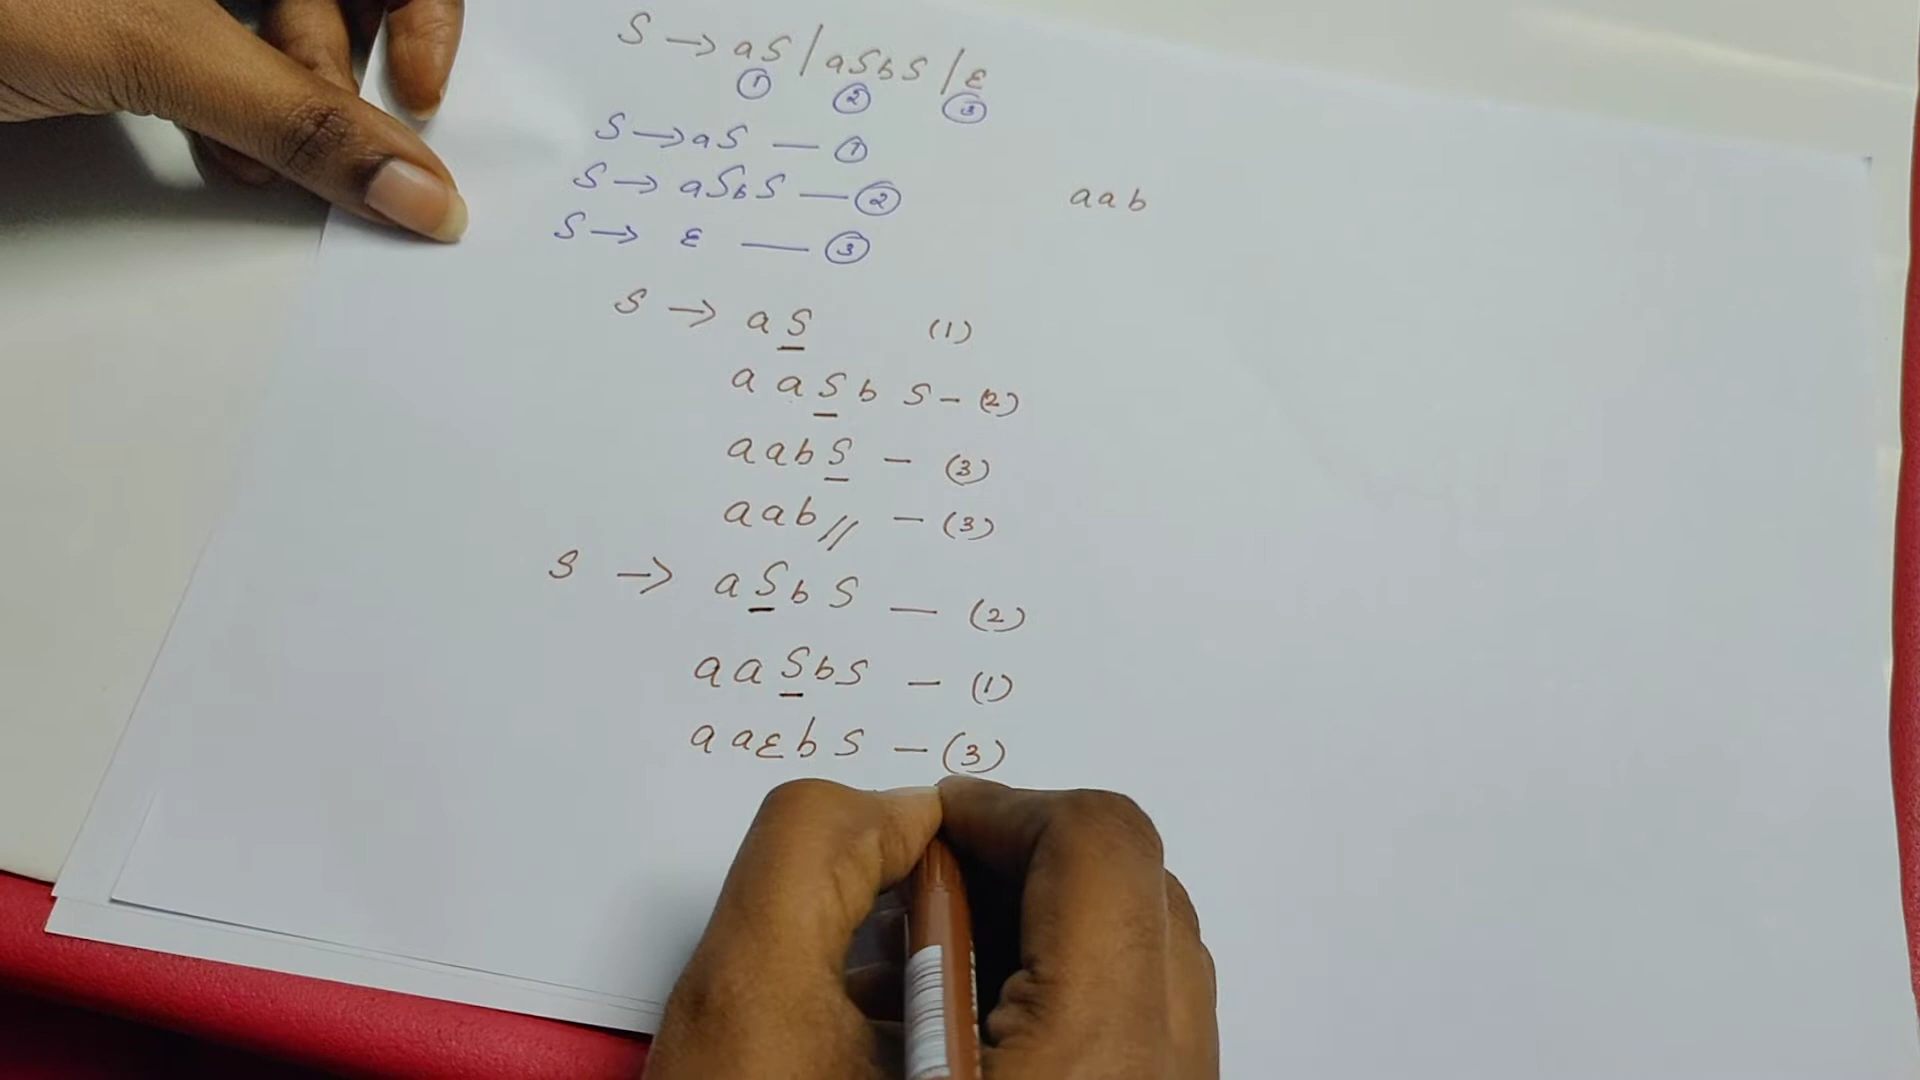 S → aS / aSbS / ε
① ② ③
S → aS — ①
S → aSbS — ②
S → ε — ③
aab
S → aS (1)
aaSbS - (2)
aabS - (3)
aab // - (3)
S → aSbS — (2)
aaSbS - (1)
aaεbS - (3)